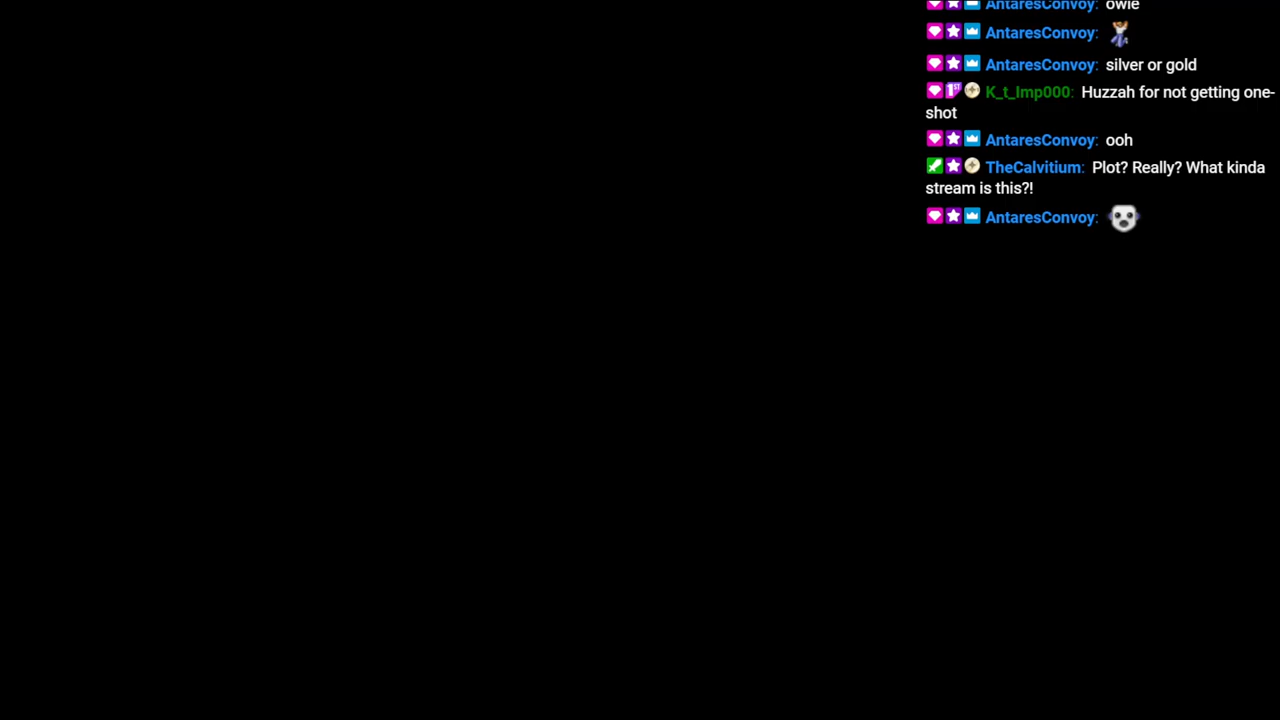 AntaresConvoy: owie
AntaresConvoy:
AntaresConvoy: silver or gold
1ST K_t_Imp000: Huzzah for not getting one-
shot
AntaresConvoy: ooh
TheCalvitium: Plot? Really? What kinda
stream is this?!
AntaresConvoy: